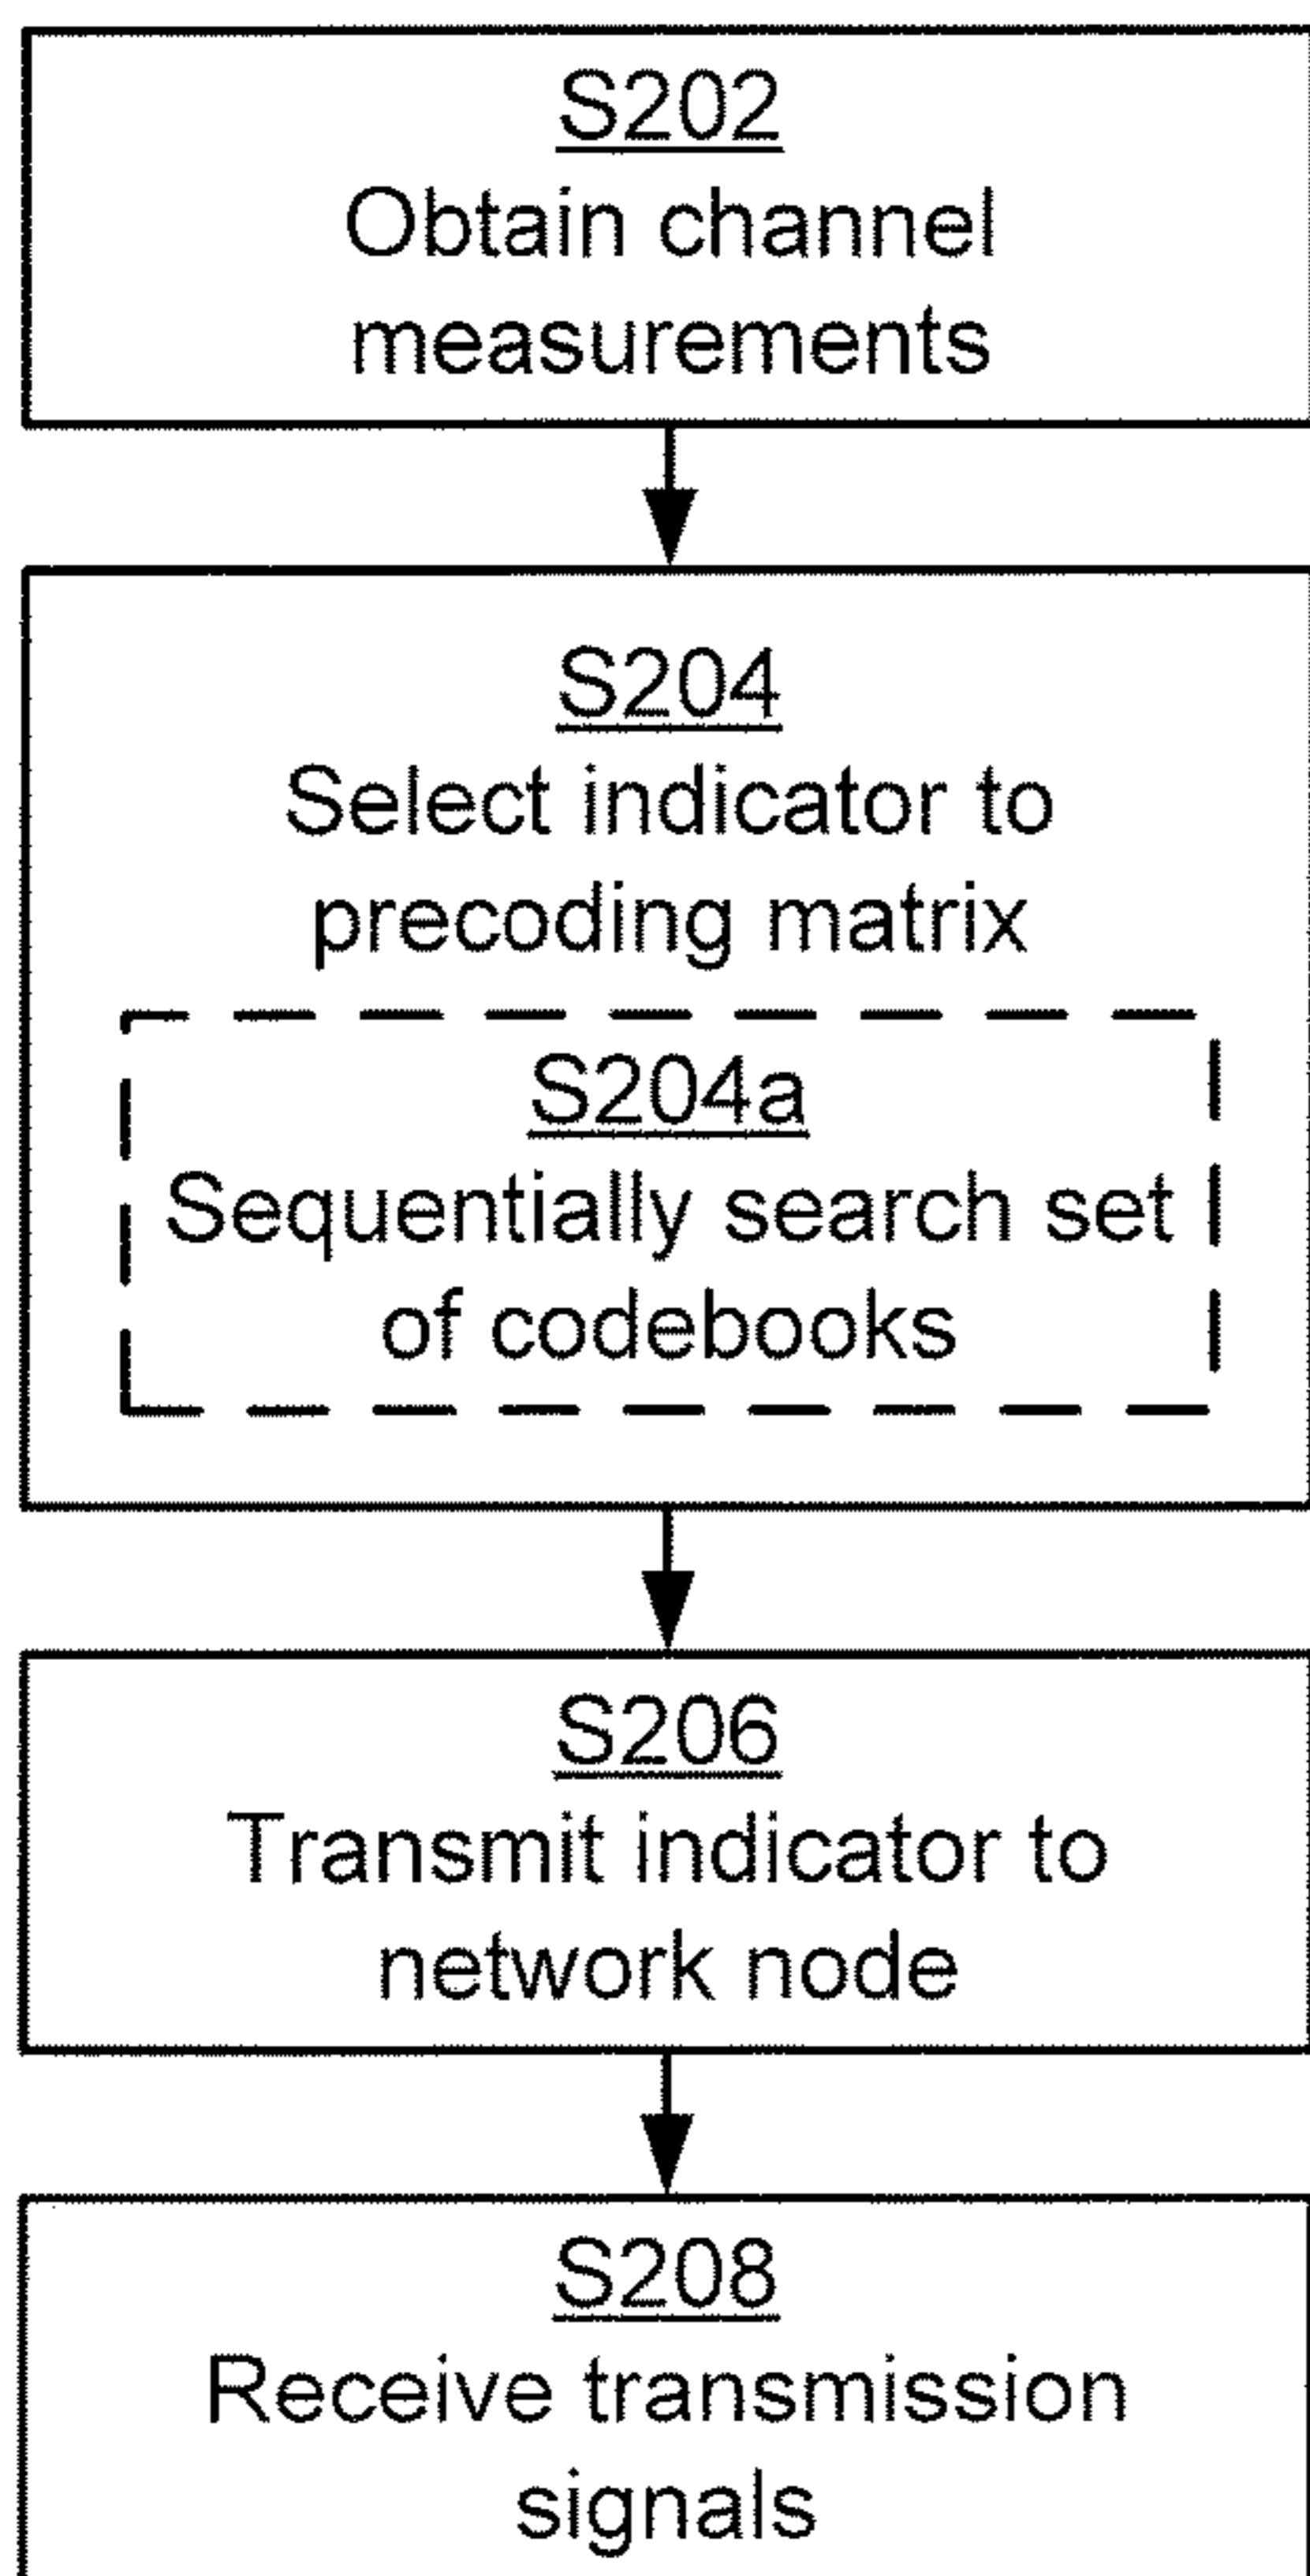 S202
Obtain channel
measurements
S204
Select indicator to
precoding matrix
S204a
Sequentially search set
of codebooks
S206
Transmit indicator to
network node
S208
Receive transmission
signals